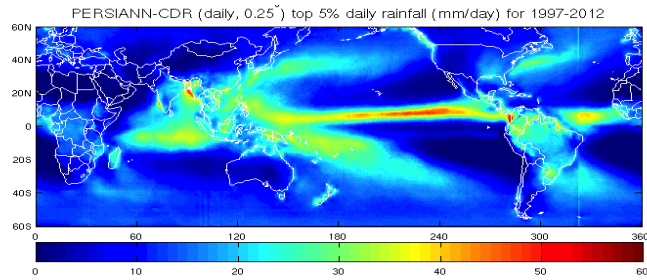 PERSIANN-CDR (daily, 0.25°) top 5% daily rainfall (mm/day) for 1997-2012
60N
40N
20N
0
20S
40S
60S
0 60 120 180 240 300 360
0 10 20 30 40 50 60